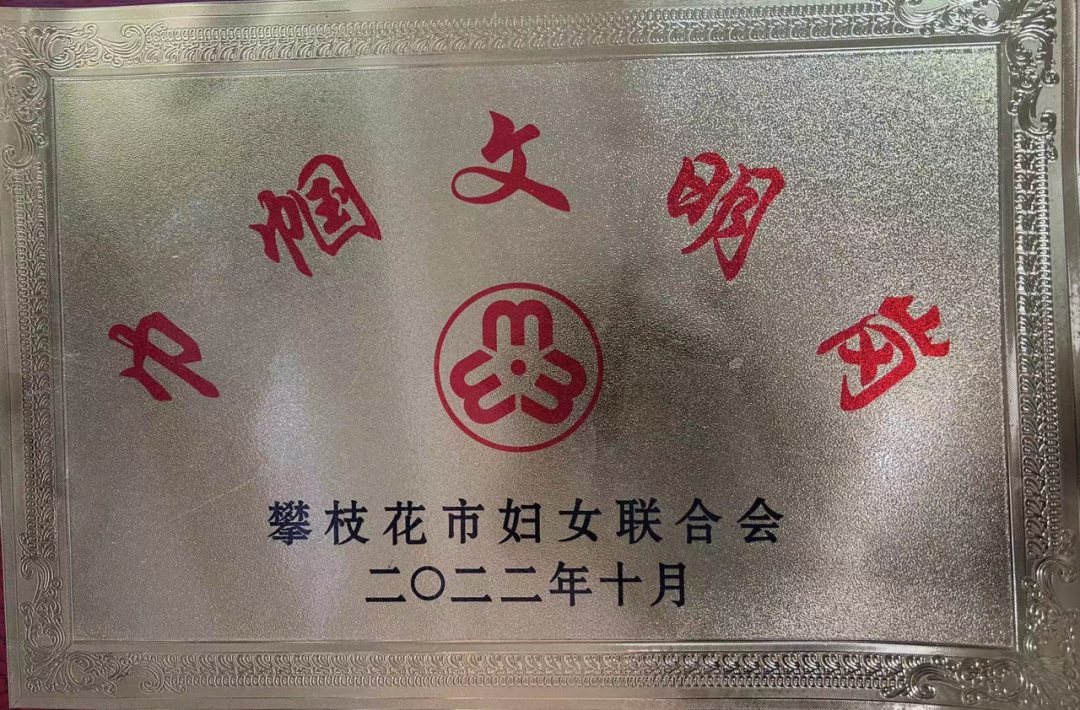 巾帼文明岗
攀枝花市妇女联合会
二〇二二年十月